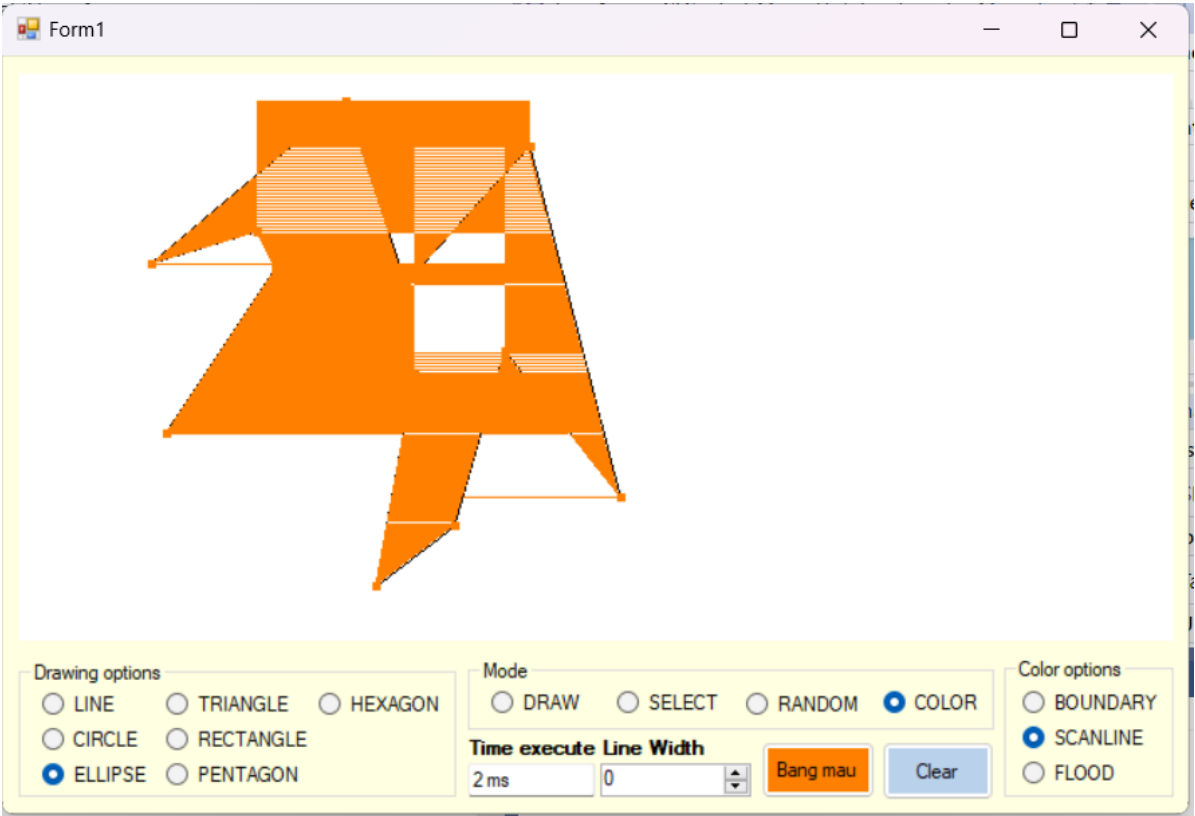 Form1
Drawing options
LINE TRIANGLE HEXAGON
CIRCLE RECTANGLE
ELLIPSE PENTAGON
Mode
DRAW SELECT RANDOM COLOR
Time execute Line Width
2 ms 0 Bang mau Clear
Color options
BOUNDARY
SCANLINE
FLOOD